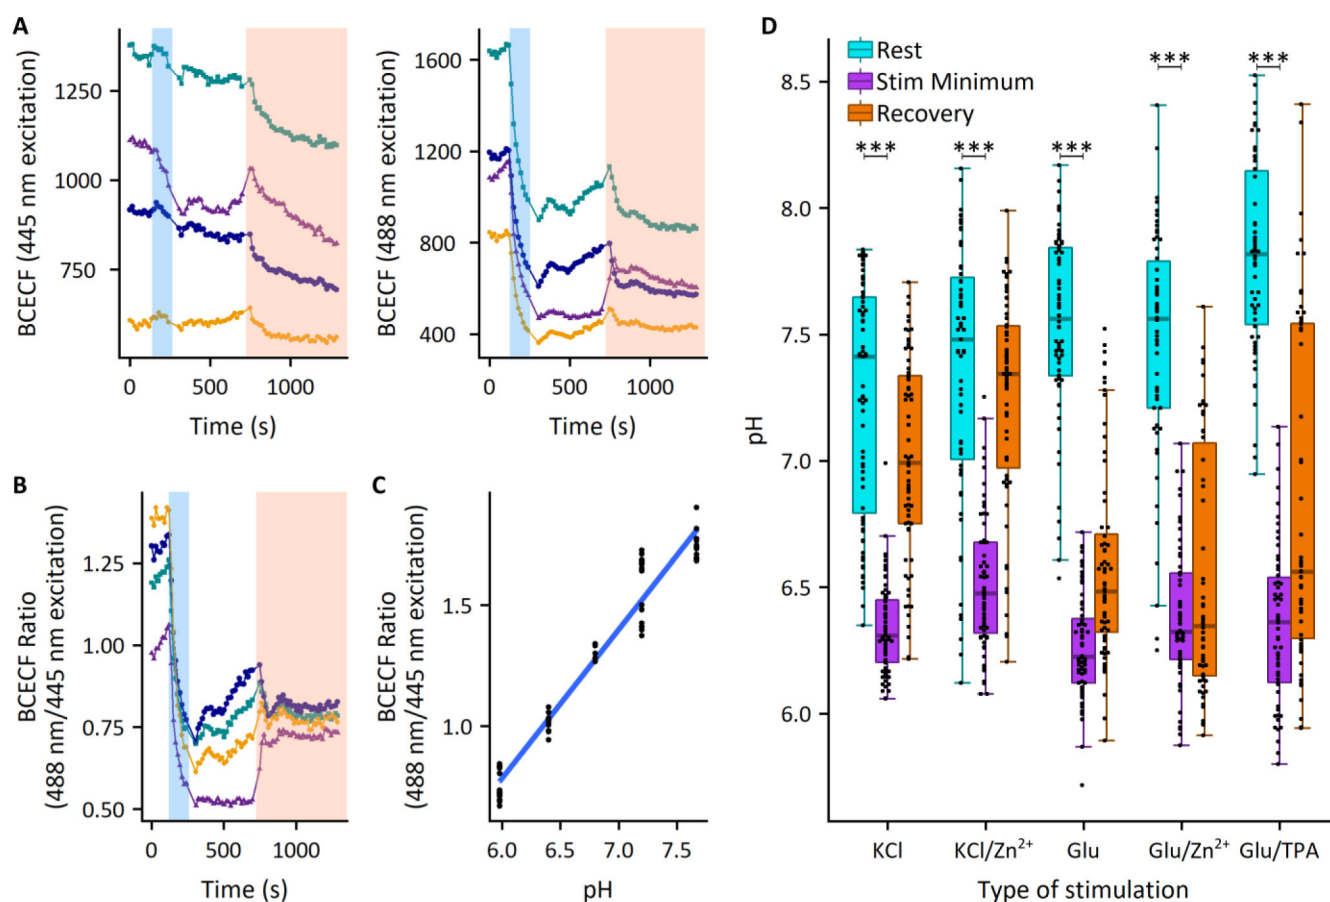 A
BCECF (445 nm excitation)
1250
1000
750
0
500
1000
Time (s)
BCECF (488 nm excitation)
1600
1200
800
400
0
500
1000
Time (s)
B
BCECF Ratio
(488 nm/445 nm excitation)
1.25
1.00
0.75
0.50
0
500
1000
Time (s)
C
BCECF Ratio
(488 nm/445 nm excitation)
1.5
1.0
6.0
6.5
7.0
7.5
pH
D
Rest
Stim Minimum
Recovery
***
***
***
***
***
pH
8.5
8.0
7.5
7.0
6.5
6.0
KCl
KCl/Zn²⁺
Glu
Glu/Zn²⁺
Glu/TPA
Type of stimulation